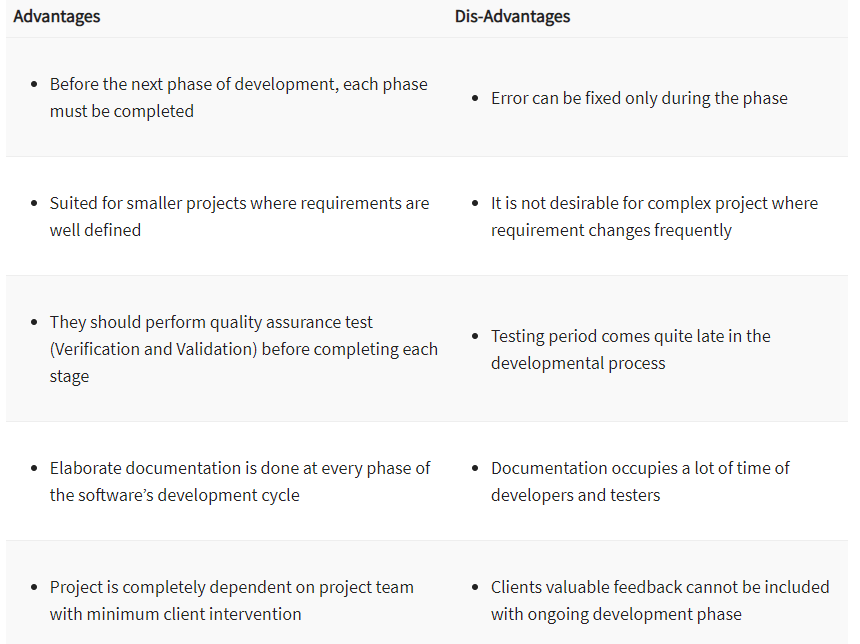 Advantages
Dis-Advantages
Before the next phase of development, each phase
must be completed
Error can be fixed only during the phase
Suited for smaller projects where requirements are
well defined
It is not desirable for complex project where
requirement changes frequently
They should perform quality assurance test
(Verification and Validation) before completing each
stage
Testing period comes quite late in the
developmental process
Elaborate documentation is done at every phase of
the software’s development cycle
Documentation occupies a lot of time of
developers and testers
Project is completely dependent on project team
with minimum client intervention
Clients valuable feedback cannot be included
with ongoing development phase